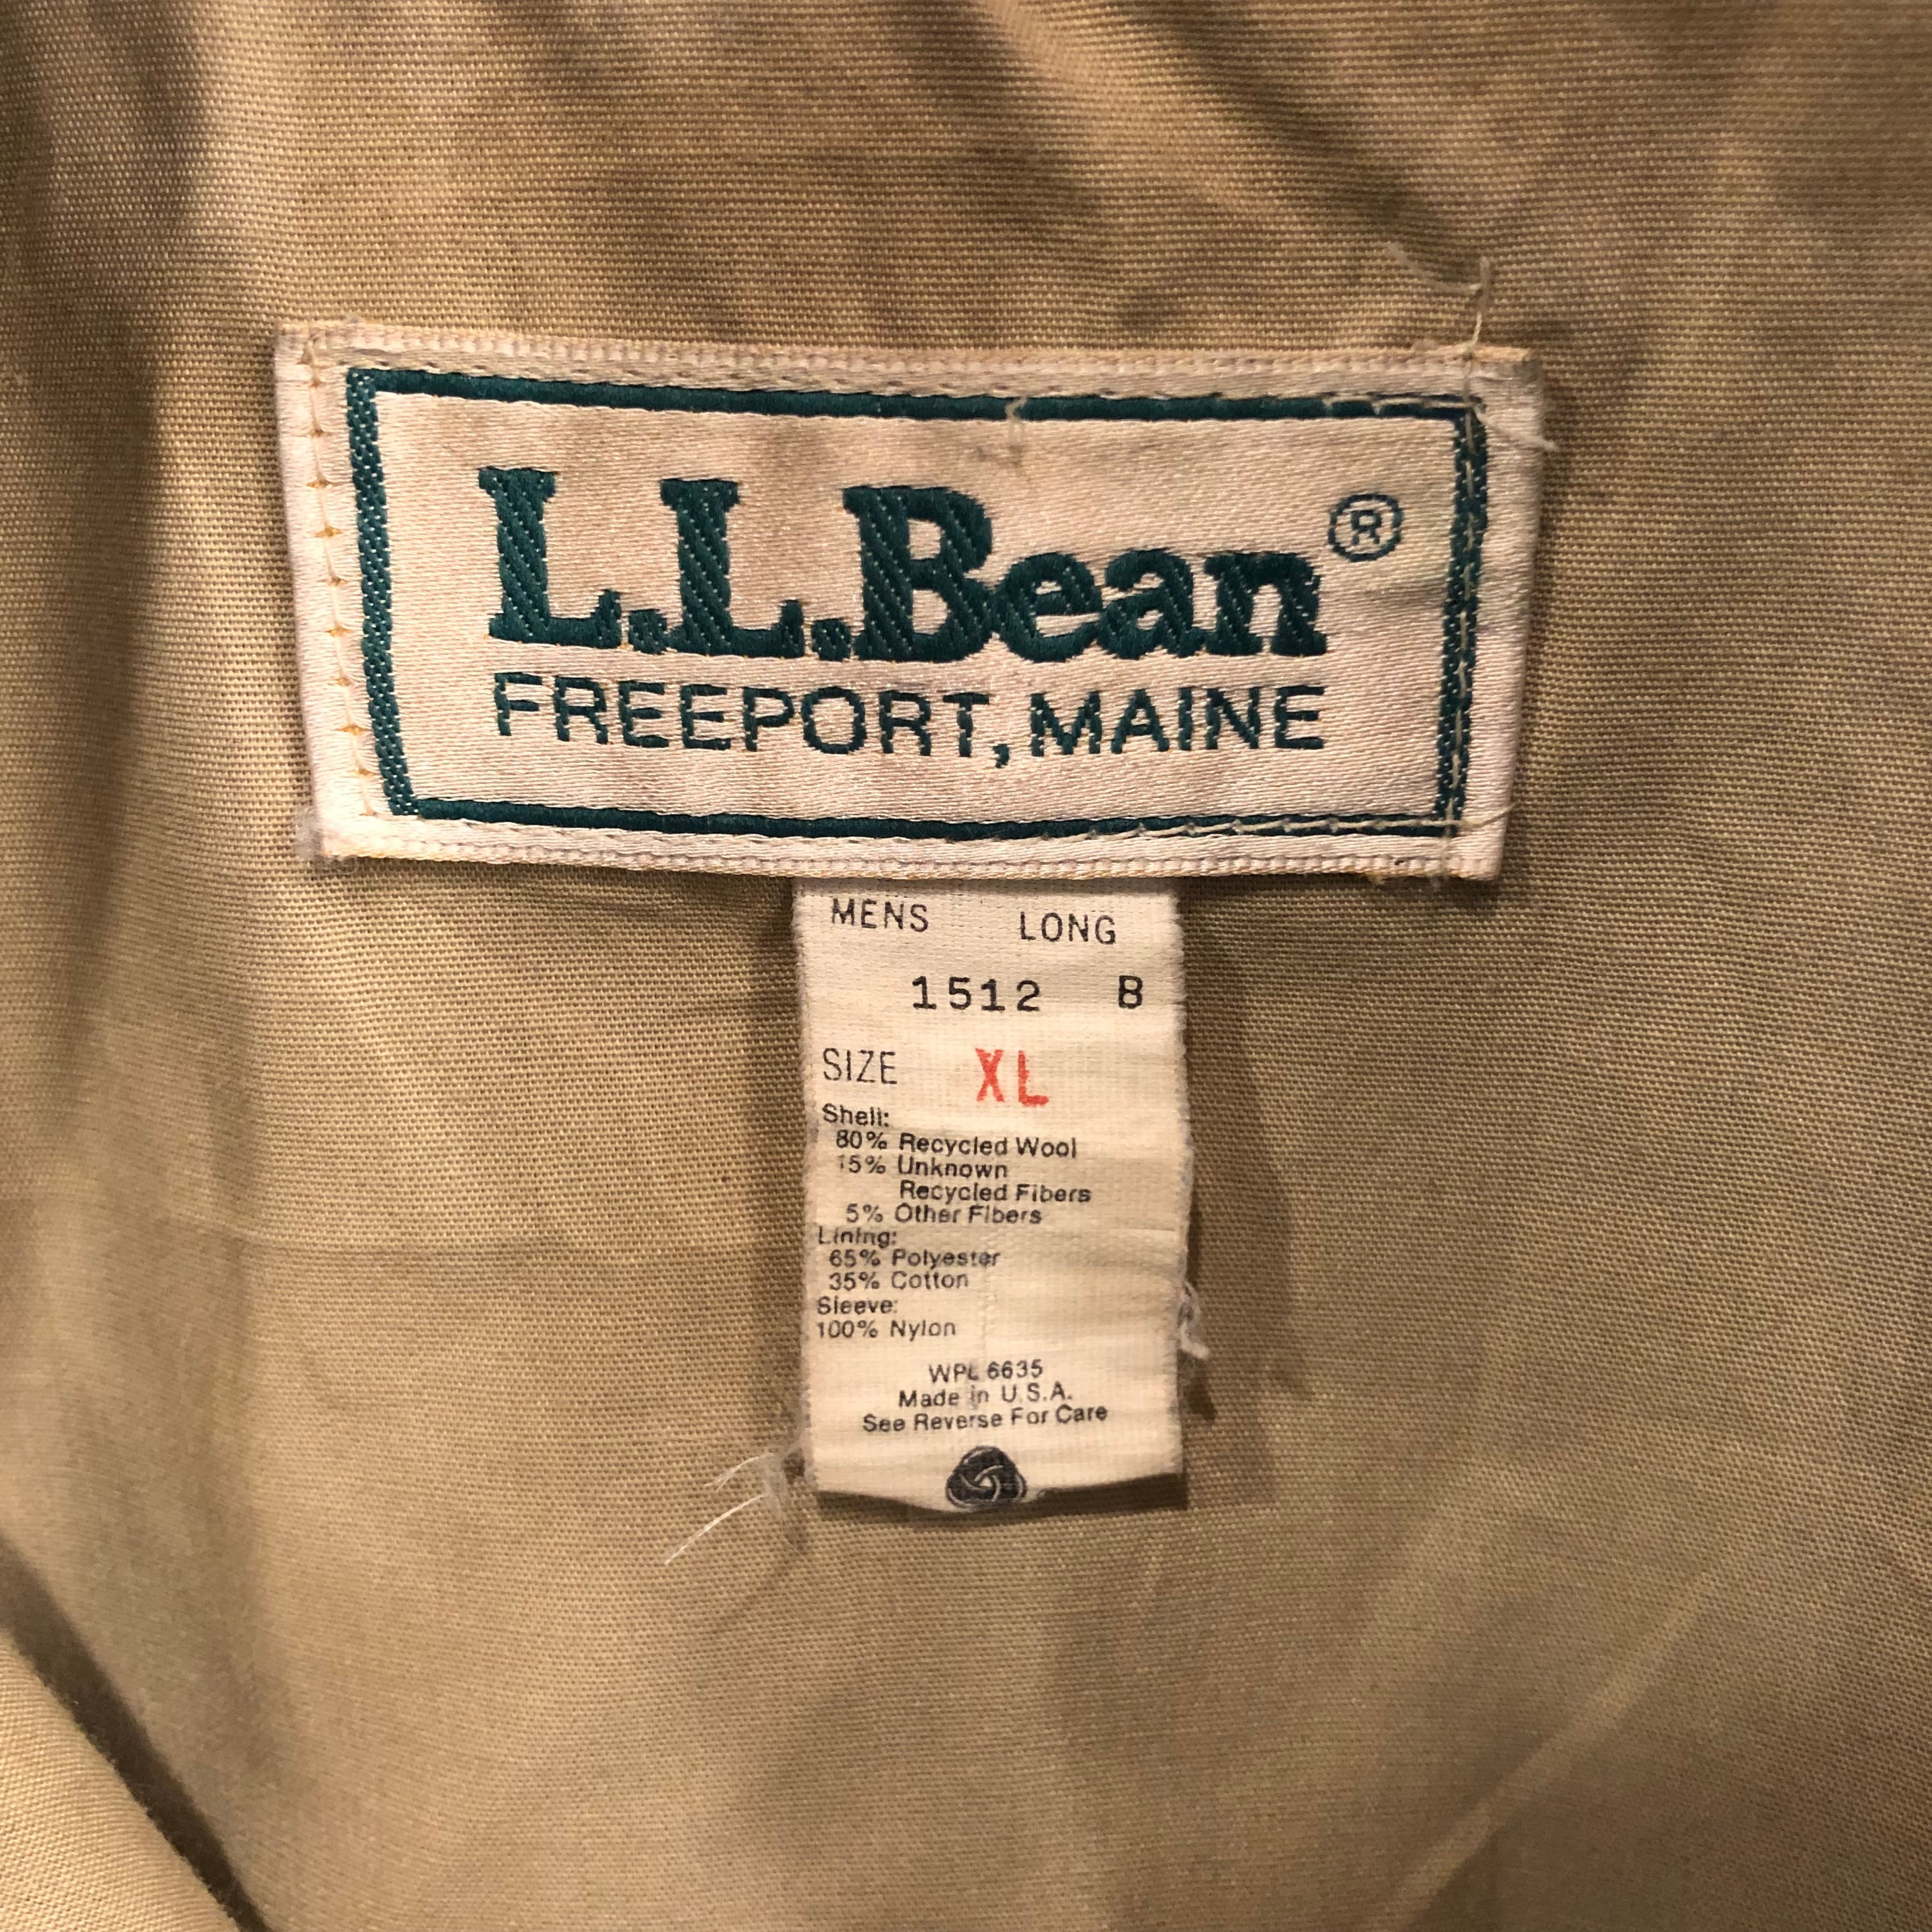 L.L.Bean®
FREEPORT, MAINE
MENS LONG
1512 B
SIZE XL
Shell:
80% Recycled Wool
15% Unknown
Recycled Fibers
5% Other Fibers
Lining:
65% Polyester
35% Cotton
Sleeve:
100% Nylon
WPL 6635
Made in U.S.A.
See Reverse For Care